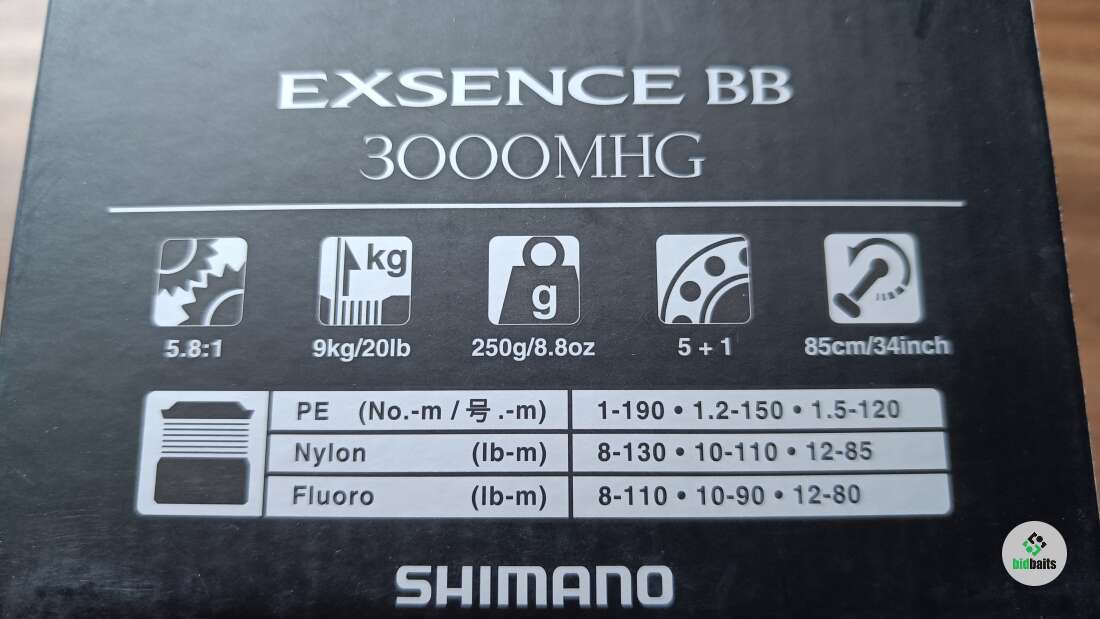 EXSENCE BB
3000MHG
kg
g
5.8:1
9kg/20lb
250g/8.8oz
5 + 1
85cm/34inch
PE (No.-m / 号.-m) 1-190 • 1.2-150 • 1.5-120
Nylon (lb-m) 8-130 • 10-110 • 12-85
Fluoro (lb-m) 8-110 • 10-90 • 12-80
SHIMANO
bidbaits